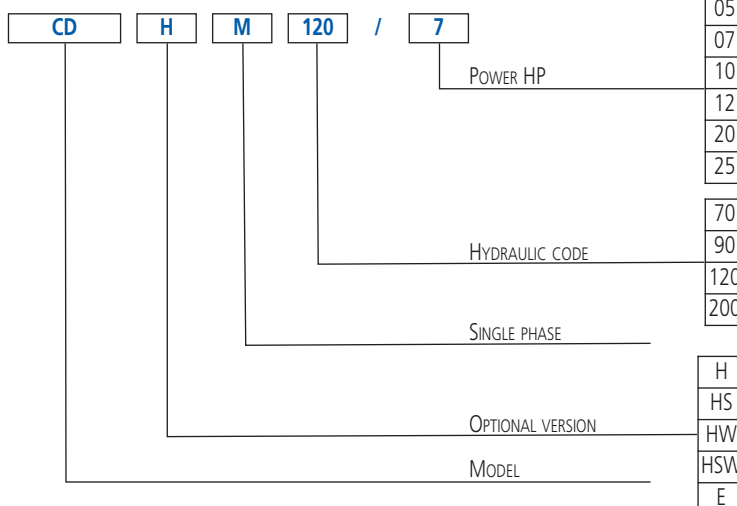 CD H M 120 / 7
05
07
POWER HP 10
12
20
25
70
HYDRAULIC CODE 90
120
200
SINGLE PHASE
H
HS
OPTIONAL VERSION HW
MODEL HSW
E